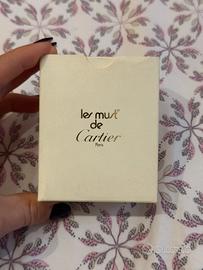 les must
de
Cartier
Paris